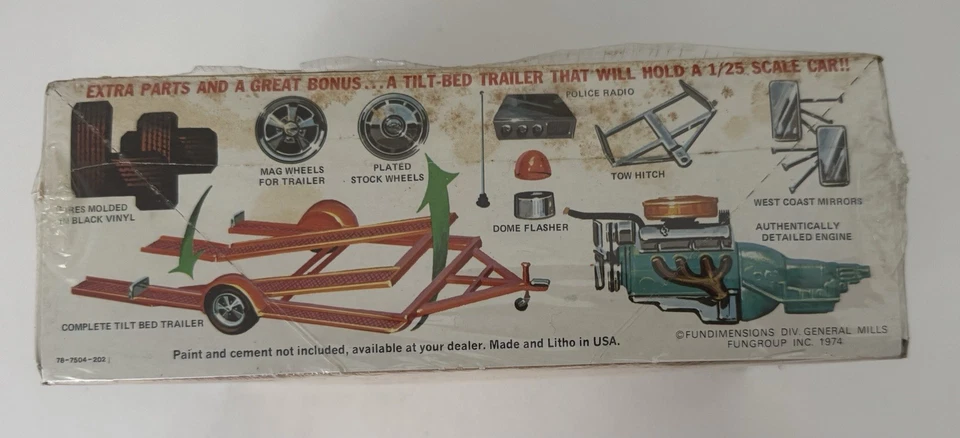 EXTRA PARTS AND A GREAT BONUS...A TILT-BED TRAILER THAT WILL HOLD A 1/25 SCALE CAR!!
POLICE RADIO
MAG WHEELS
FOR TRAILER
PLATED
STOCK WHEELS
TOW HITCH
MOLDED
BLACK VINYL
WEST COAST MIRRORS
DOME FLASHER
AUTHENTICALLY
DETAILED ENGINE
COMPLETE TILT BED TRAILER
©FUNDIMENSIONS DIV. GENERAL MILLS
FUNGROUP INC. 1974
Paint and cement not included, available at your dealer. Made and Litho in USA.
78-7504-202